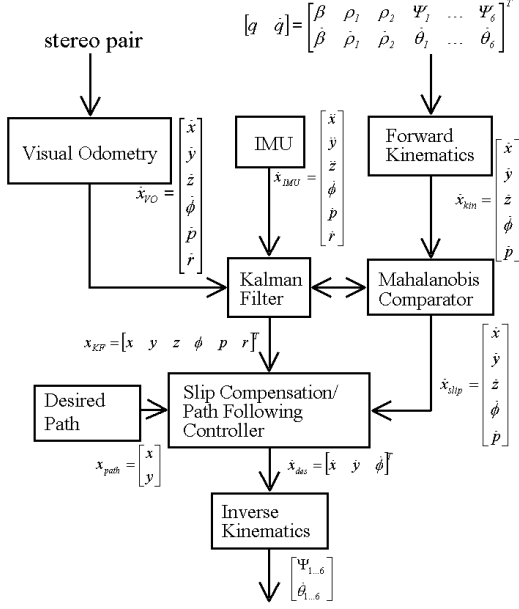 [q q̇] = [β ρ₁ ρ₂ Ψ₁ … Ψ₆
β̇ ρ̇₁ ρ̇₂ θ̇₁ … θ̇₆]ᵀ
stereo pair
Visual Odometry
IMU
Forward
Kinematics
ẋ_VO = [ẋ
ẏ
ż
ϕ̇
ṗ
ṙ]
ẋ_IMU = [ẍ
ÿ
z̈
ϕ̇
ṗ
ṙ]
ẋ_kin = [ẋ
ẏ
ż
ϕ̇
ṗ]
Kalman
Filter
Mahalanobis
Comparator
x_KF = [x y z ϕ p r]ᵀ
ẋ_slip = [ẋ
ẏ
ż
ϕ̇
ṗ]
Desired
Path
Slip Compensation/
Path Following
Controller
x_path = [x
y]
ẋ_des = [ẋ ẏ ϕ̇]ᵀ
Inverse
Kinematics
[Ψ₁…₆
θ̇₁…₆]